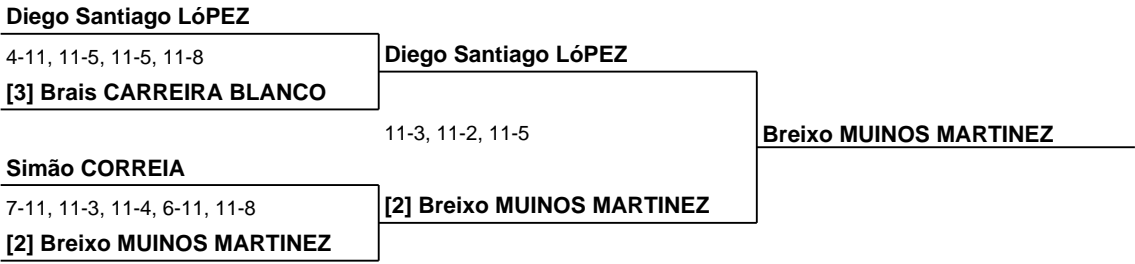 Diego Santiago LóPEZ
4-11, 11-5, 11-5, 11-8
[3] Brais CARREIRA BLANCO
Diego Santiago LóPEZ
11-3, 11-2, 11-5
Breixo MUINOS MARTINEZ
Simão CORREIA
7-11, 11-3, 11-4, 6-11, 11-8
[2] Breixo MUINOS MARTINEZ
[2] Breixo MUINOS MARTINEZ